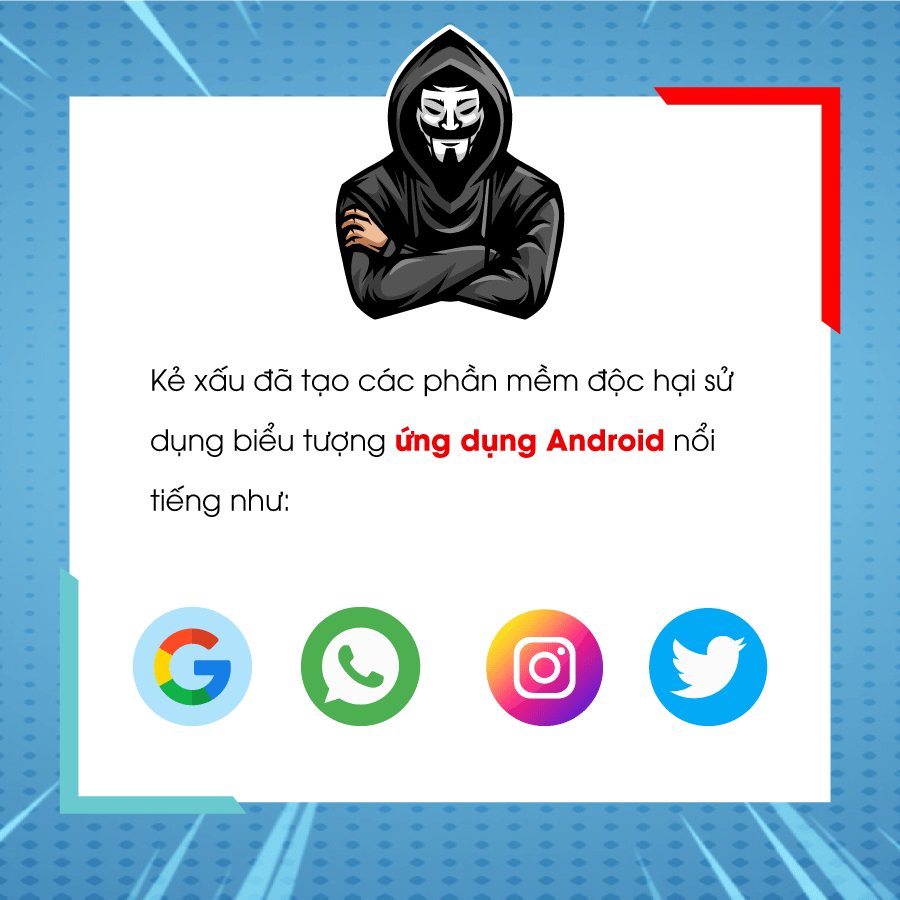 Kẻ xấu đã tạo các phần mềm độc hại sử
dụng biểu tượng ứng dụng Android nổi
tiếng như: